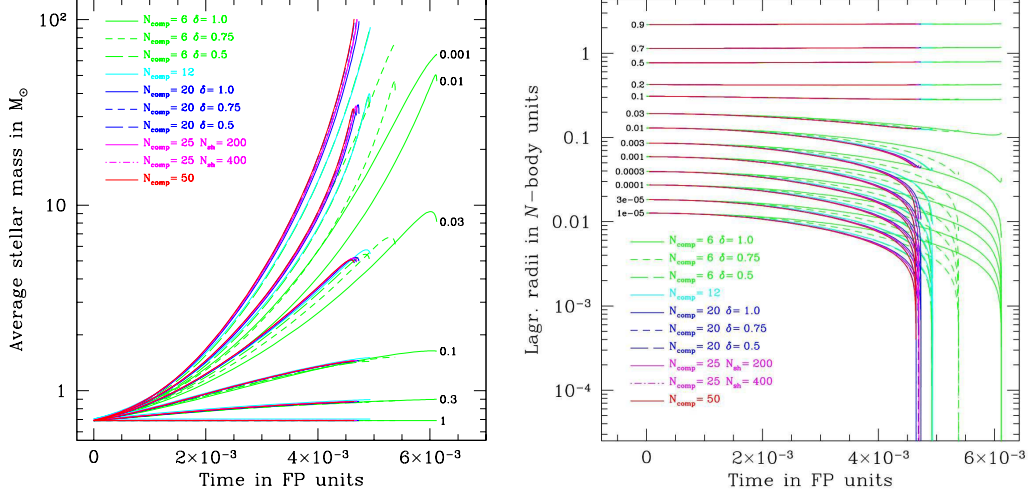 Average stellar mass in M⊙
10²
10
1
N_comp= 6 δ= 1.0
N_comp= 6 δ= 0.75
N_comp= 6 δ= 0.5
N_comp= 12
N_comp= 20 δ= 1.0
N_comp= 20 δ= 0.75
N_comp= 20 δ= 0.5
N_comp= 25 N_sh= 200
N_comp= 25 N_sh= 400
N_comp= 50
0.001
0.01
0.03
0.1
0.3
1
0
2×10⁻³
4×10⁻³
6×10⁻³
Time in FP units
Lagr. radii in N-body units
1
0.1
0.01
10⁻³
10⁻⁴
0.9
0.7
0.5
0.2
0.1
0.03
0.01
0.003
0.001
0.0003
0.0001
3e-05
1e-05
N_comp= 6 δ= 1.0
N_comp= 6 δ= 0.75
N_comp= 6 δ= 0.5
N_comp= 12
N_comp= 20 δ= 1.0
N_comp= 20 δ= 0.75
N_comp= 20 δ= 0.5
N_comp= 25 N_sh= 200
N_comp= 25 N_sh= 400
N_comp= 50
0
2×10⁻³
4×10⁻³
6×10⁻³
Time in FP units